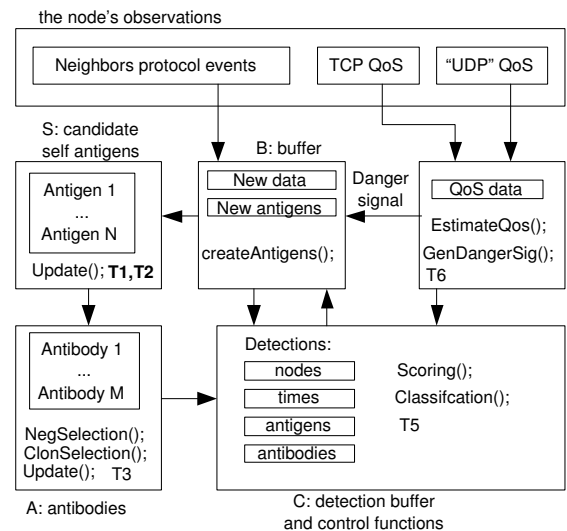 the node's observations
Neighbors protocol events
TCP QoS
“UDP” QoS
S: candidate
self antigens
Antigen 1
...
Antigen N
Update(); T1,T2
B: buffer
New data
New antigens
createAntigens();
Danger
signal
QoS data
EstimateQos();
GenDangerSig();
T6
Antibody 1
...
Antibody M
NegSelection();
ClonSelection();
Update(); T3
A: antibodies
Detections:
nodes
times
antigens
antibodies
Scoring();
Classifcation();
T5
C: detection buffer
and control functions